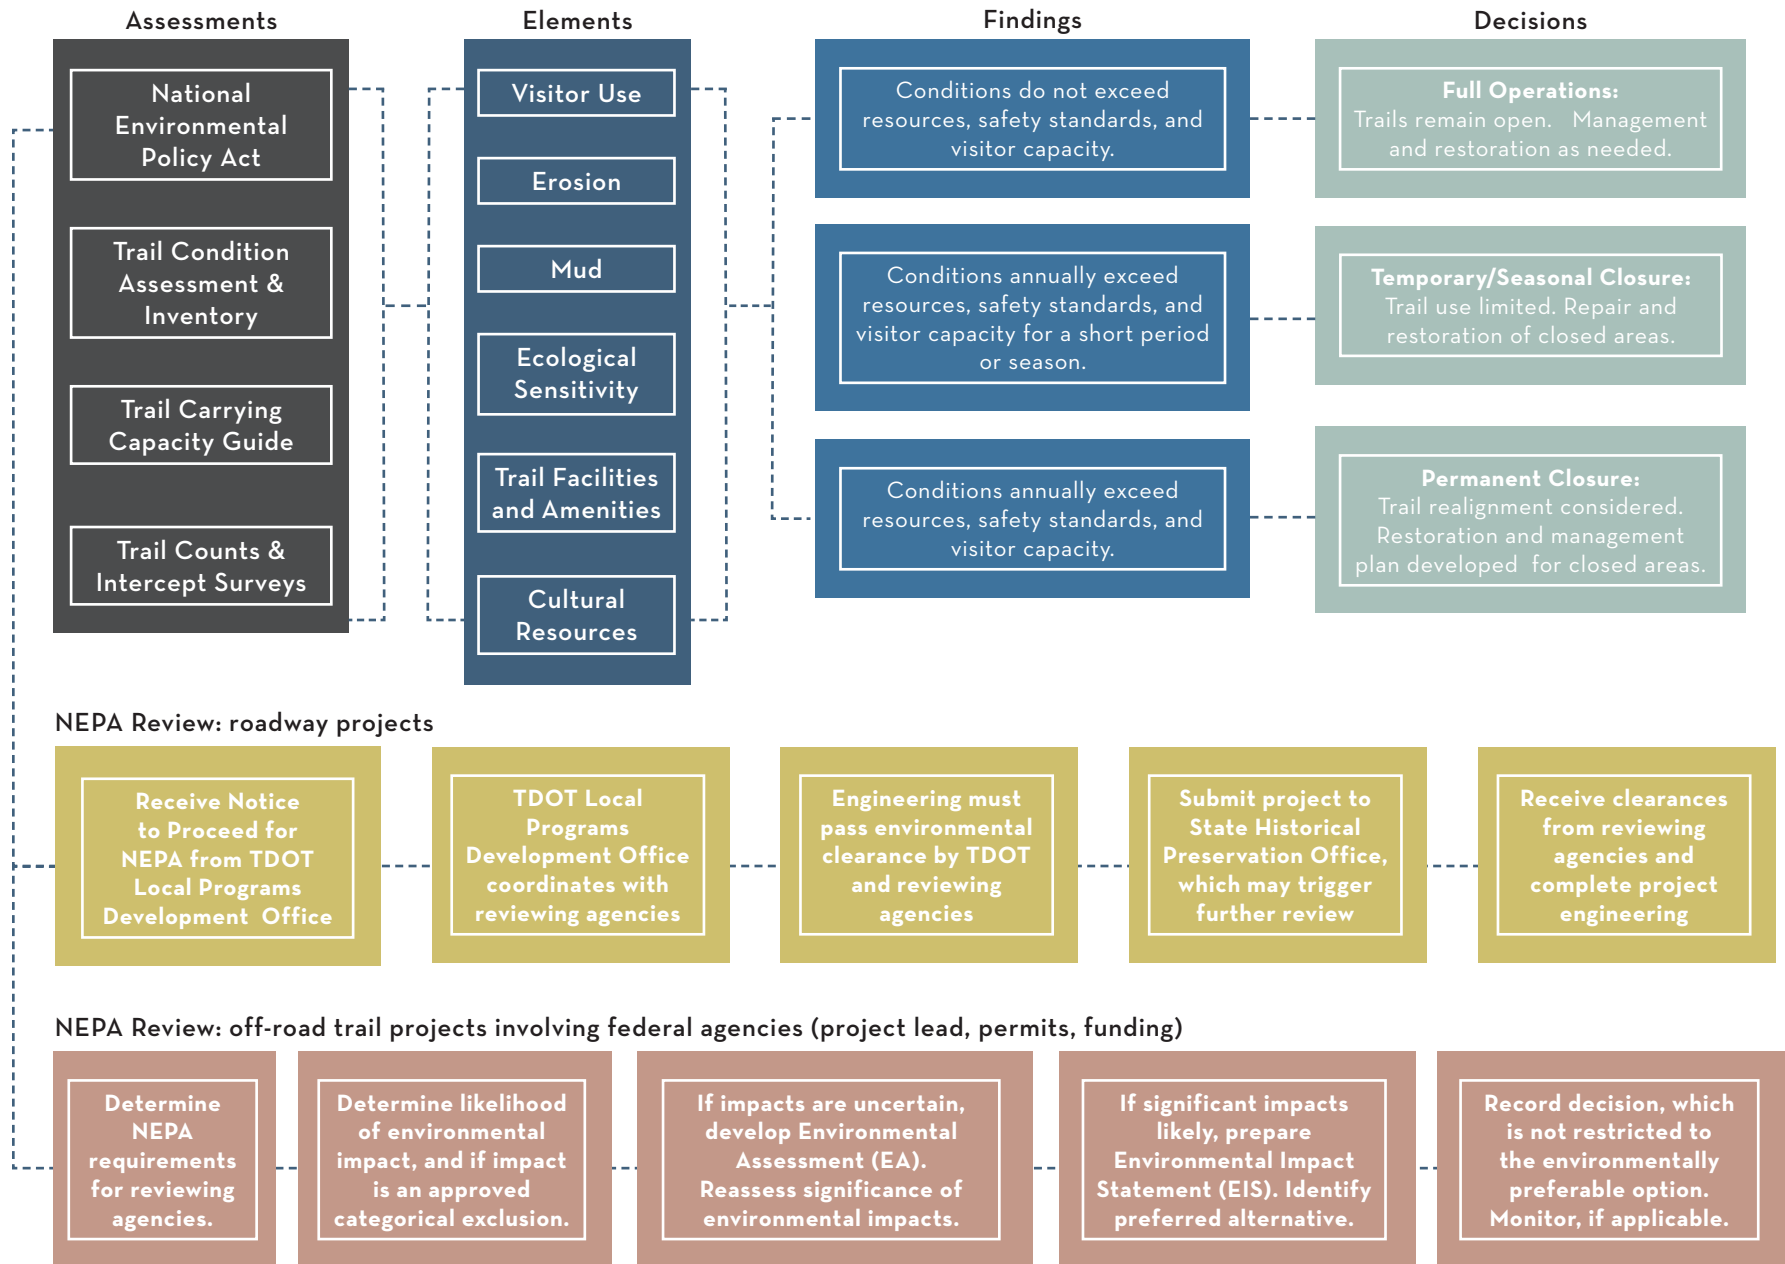 Assessments
National
Environmental
Policy Act
Trail Condition
Assessment &
Inventory
Trail Carrying
Capacity Guide
Trail Counts &
Intercept Surveys
Elements
Visitor Use
Erosion
Mud
Ecological
Sensitivity
Trail Facilities
and Amenities
Cultural
Resources
Findings
Conditions do not exceed
resources, safety standards, and
visitor capacity.
Conditions annually exceed
resources, safety standards, and
visitor capacity for a short period
or season.
Conditions annually exceed
resources, safety standards, and
visitor capacity.
Decisions
Full Operations:
Trails remain open. Management
and restoration as needed.
Temporary/Seasonal Closure:
Trail use limited. Repair and
restoration of closed areas.
Permanent Closure:
Trail realignment considered.
Restoration and management
plan developed for closed areas.
NEPA Review: roadway projects
Receive Notice
to Proceed for
NEPA from TDOT
Local Programs
Development Office
TDOT Local
Programs
Development Office
coordinates with
reviewing agencies
Engineering must
pass environmental
clearance by TDOT
and reviewing
agencies
Submit project to
State Historical
Preservation Office,
which may trigger
further review
Receive clearances
from reviewing
agencies and
complete project
engineering
NEPA Review: off-road trail projects involving federal agencies (project lead, permits, funding)
Determine
NEPA
requirements
for reviewing
agencies.
Determine likelihood
of environmental
impact, and if impact
is an approved
categorical exclusion.
If impacts are uncertain,
develop Environmental
Assessment (EA).
Reassess significance of
environmental impacts.
If significant impacts
likely, prepare
Environmental Impact
Statement (EIS). Identify
preferred alternative.
Record decision, which
is not restricted to
the environmentally
preferable option.
Monitor, if applicable.